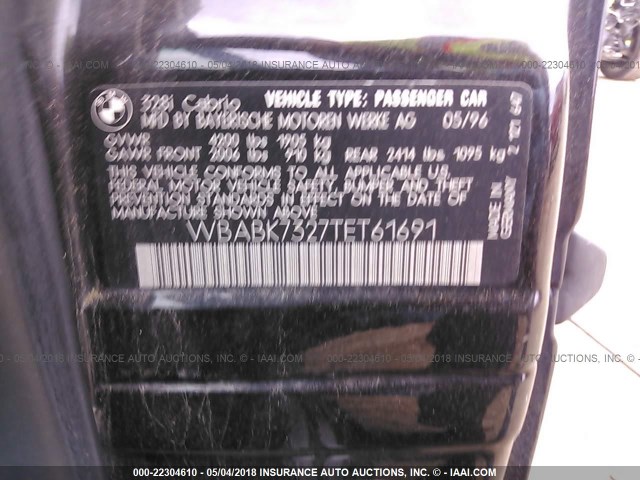 000-22304610 - 05/04/2018 INSURANCE AUTO AUCTIONS, INC. © - IAAI.COM
BMW
328i Cabrio VEHICLE TYPE: PASSENGER CAR
MFD BY BAYERISCHE MOTOREN WERKE AG 05/96
GVWR 4200 lbs 1905 kg
GAWR FRONT 2006 lbs 910 kg REAR 2414 lbs 1095 kg
THIS VEHICLE CONFORMS TO ALL APPLICABLE U.S.
FEDERAL MOTOR VEHICLE SAFETY, BUMPER AND THEFT
PREVENTION STANDARDS IN EFFECT ON THE DATE OF
MANUFACTURE SHOWN ABOVE
WBABK7327TET61691
MADE IN
GERMANY
2 121 647
000-22304610 - 05/04/2018 INSURANCE AUTO AUCTIONS, INC. © - IAAI.COM
000-22304610 - 05/04/2018 INSURANCE AUTO AUCTIONS, INC. © - IAAI.COM